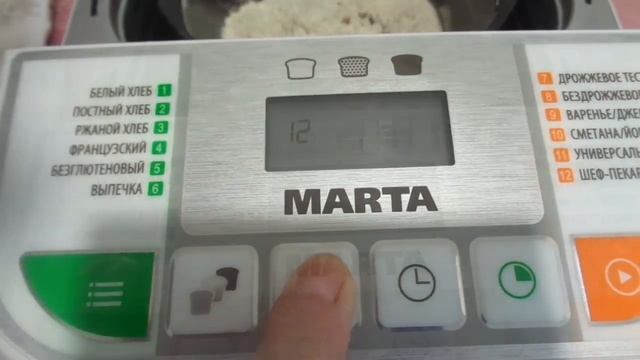 БЕЛЫЙ ХЛЕБ 1
ПОСТНЫЙ ХЛЕБ 2
РЖАНОЙ ХЛЕБ 3
ФРАНЦУЗСКИЙ 4
БЕЗГЛЮТЕНОВЫЙ 5
ВЫПЕЧКА 6
12
MARTA
7 ДРОЖЖЕВОЕ ТЕС
8 БЕЗДРОЖЖЕВО
9 ВАРЕНЬЕ/ДЖЕ
10 СМЕТАНА/ЙО
11 УНИВЕРСАЛЬ
12 ШЕФ-ПЕКАР